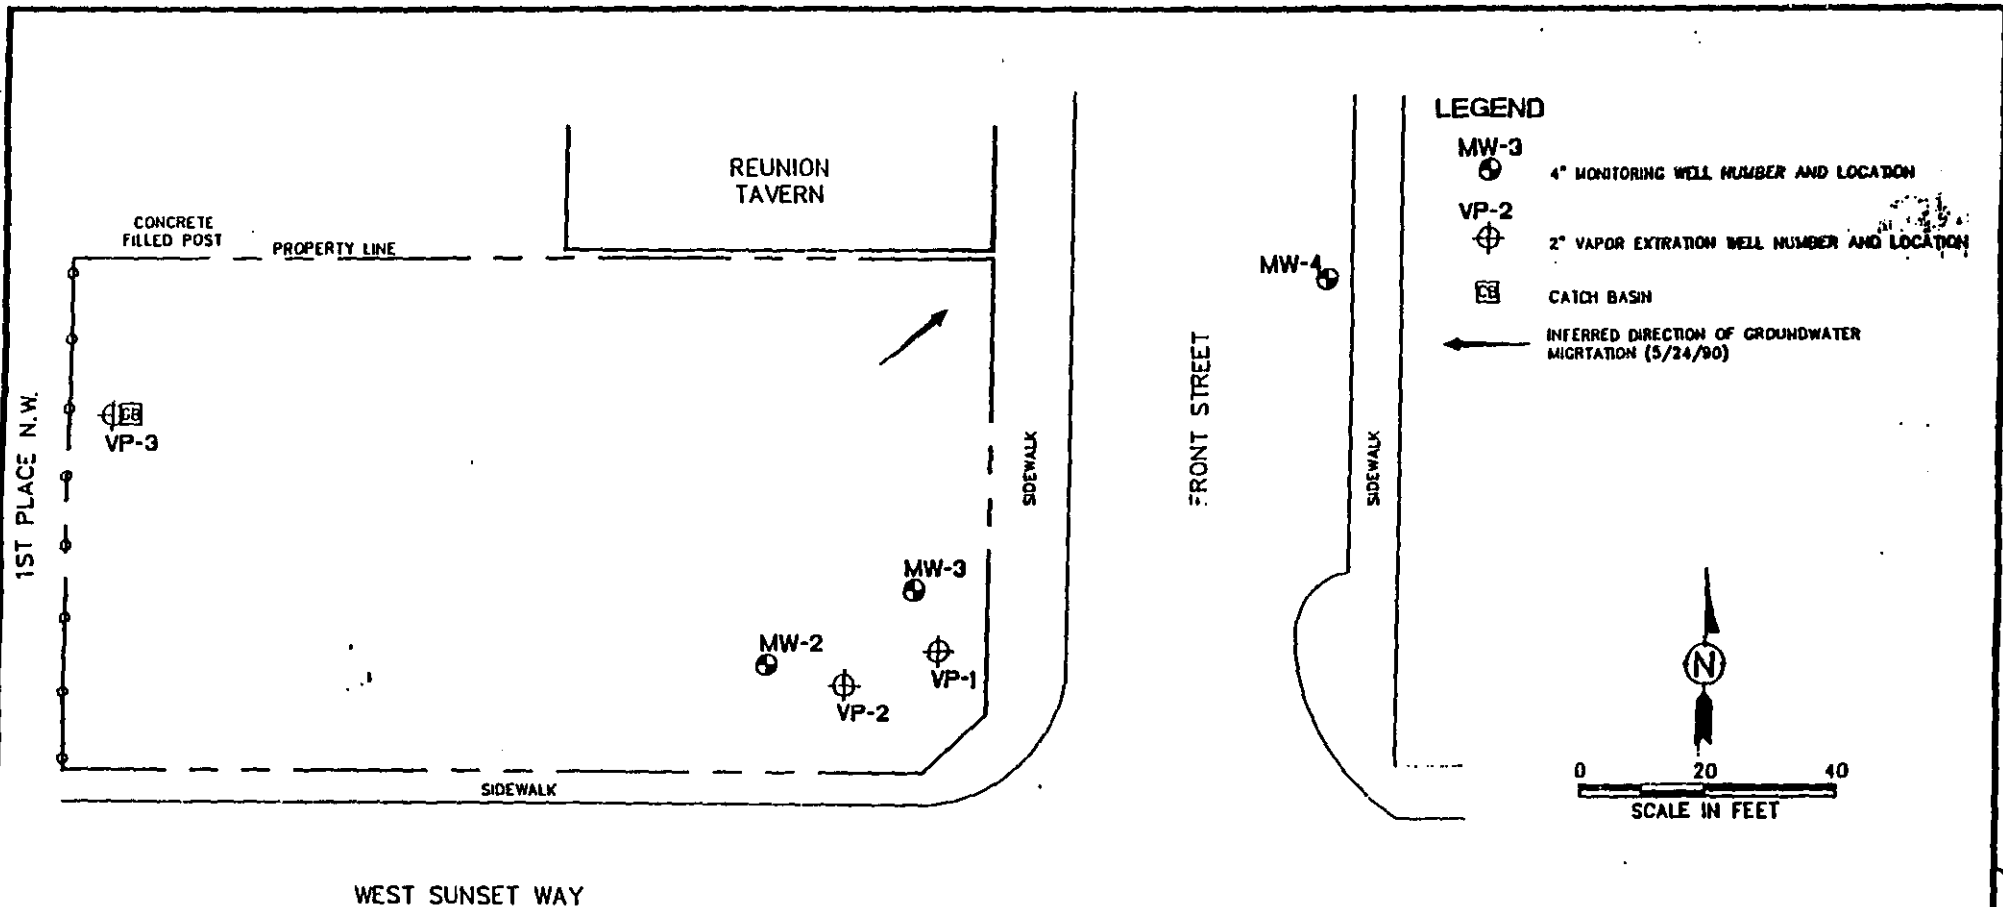 LEGEND
MW-3
4" MONITORING WELL NUMBER AND LOCATION
VP-2
2" VAPOR EXTRATION WELL NUMBER AND LOCATION
CB
CATCH BASIN
INFERRED DIRECTION OF GROUNDWATER
MIGRTATION (5/24/90)
REUNION
TAVERN
CONCRETE
FILLED POST
PROPERTY LINE
MW-4
1ST PLACE N.W.
CB
VP-3
SIDEWALK
FRONT STREET
SIDEWALK
MW-3
MW-2
VP-1
VP-2
SIDEWALK
N
0 20 40
SCALE IN FEET
WEST SUNSET WAY